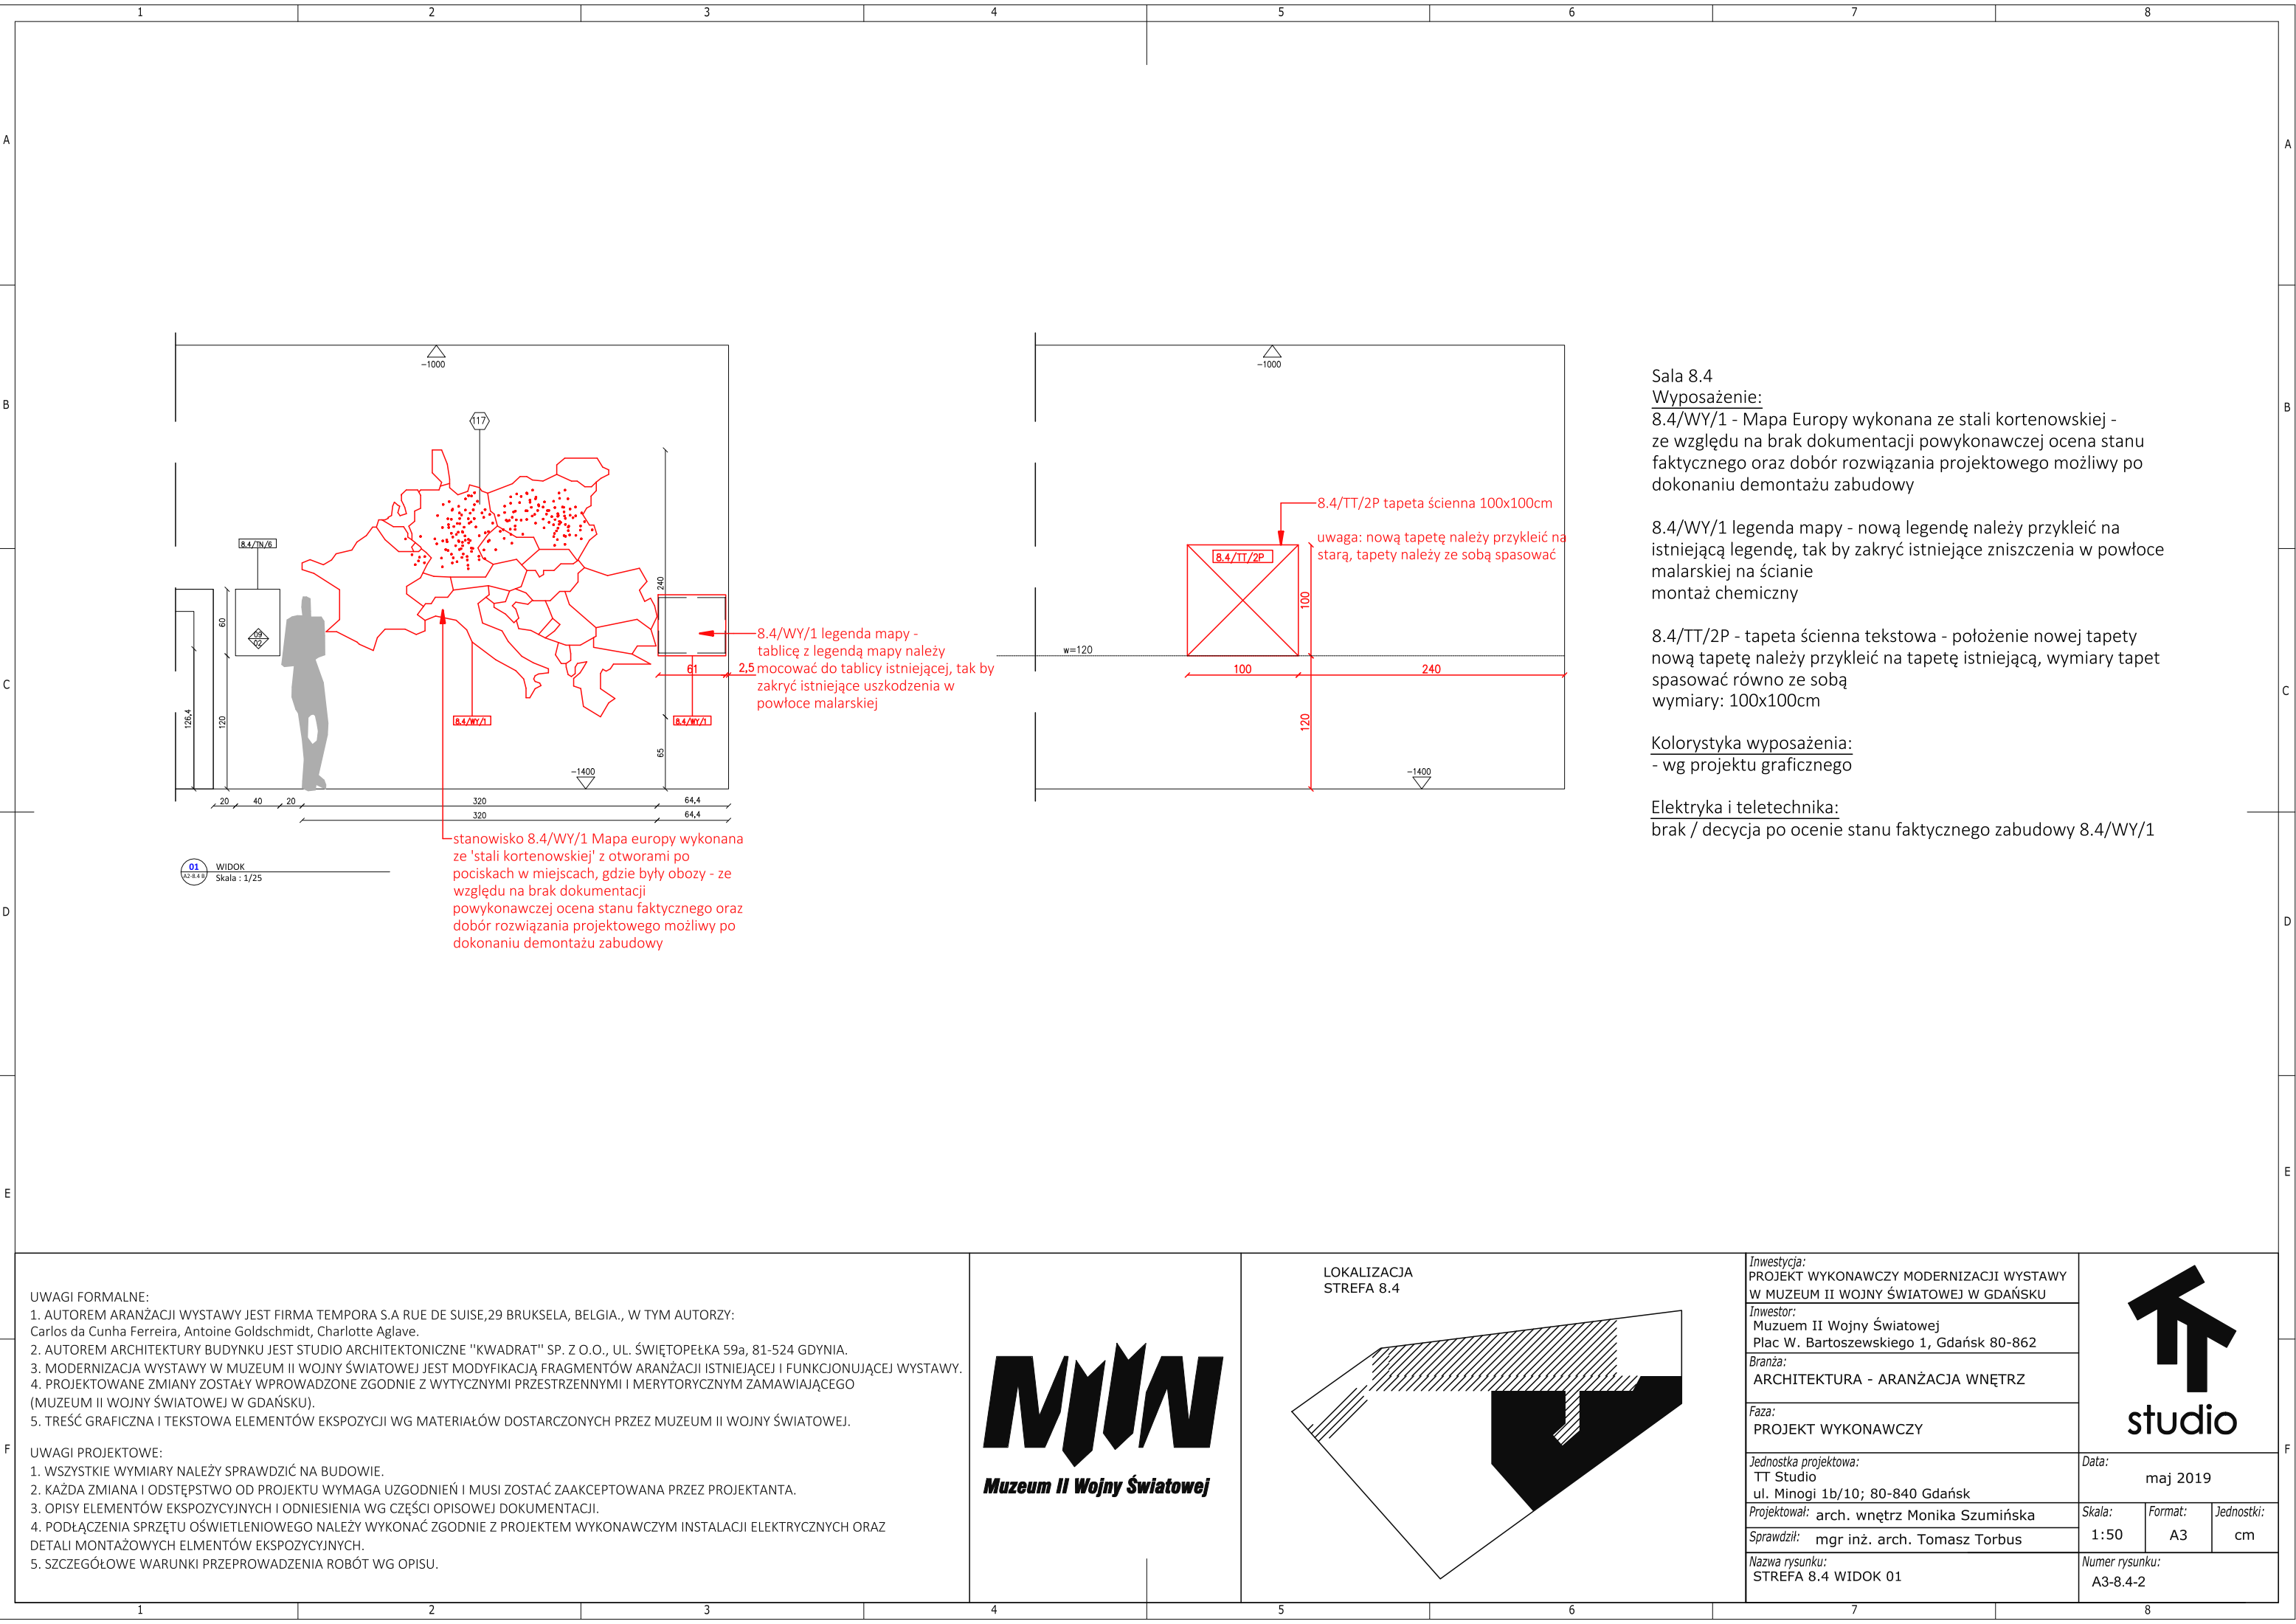 1 2 3 4 5 6 7 8
A A
B B
C C
D D
E E
F F
-1000
117
8.4/TN/6
09
02
60
120
126,4
240
65
61
2,5
-1400
20 40 20 320 64,4
320 64,4
8.4/WY/1
8.4/WY/1
8.4/WY/1 legenda mapy -
tablicę z legendą mapy należy
mocować do tablicy istniejącej, tak by
zakryć istniejące uszkodzenia w
powłoce malarskiej
stanowisko 8.4/WY/1 Mapa europy wykonana
ze 'stali kortenowskiej' z otworami po
pociskach w miejscach, gdzie były obozy - ze
względu na brak dokumentacji
powykonawczej ocena stanu faktycznego oraz
dobór rozwiązania projektowego możliwy po
dokonaniu demontażu zabudowy
01
A2-8.4 B
WIDOK
Skala : 1/25
-1000
8.4/TT/2P tapeta ścienna 100x100cm
uwaga: nową tapetę należy przykleić na
starą, tapety należy ze sobą spasować
8.4/TT/2P
100
w=120
100 240
120
-1400
Sala 8.4
Wyposażenie:
8.4/WY/1 - Mapa Europy wykonana ze stali kortenowskiej -
ze względu na brak dokumentacji powykonawczej ocena stanu
faktycznego oraz dobór rozwiązania projektowego możliwy po
dokonaniu demontażu zabudowy
8.4/WY/1 legenda mapy - nową legendę należy przykleić na
istniejącą legendę, tak by zakryć istniejące zniszczenia w powłoce
malarskiej na ścianie
montaż chemiczny
8.4/TT/2P - tapeta ścienna tekstowa - położenie nowej tapety
nową tapetę należy przykleić na tapetę istniejącą, wymiary tapet
spasować równo ze sobą
wymiary: 100x100cm
Kolorystyka wyposażenia:
- wg projektu graficznego
Elektryka i teletechnika:
brak / decycja po ocenie stanu faktycznego zabudowy 8.4/WY/1
UWAGI FORMALNE:
1. AUTOREM ARANŻACJI WYSTAWY JEST FIRMA TEMPORA S.A RUE DE SUISE,29 BRUKSELA, BELGIA., W TYM AUTORZY:
Carlos da Cunha Ferreira, Antoine Goldschmidt, Charlotte Aglave.
2. AUTOREM ARCHITEKTURY BUDYNKU JEST STUDIO ARCHITEKTONICZNE "KWADRAT" SP. Z O.O., UL. ŚWIĘTOPEŁKA 59a, 81-524 GDYNIA.
3. MODERNIZACJA WYSTAWY W MUZEUM II WOJNY ŚWIATOWEJ JEST MODYFIKACJĄ FRAGMENTÓW ARANŻACJI ISTNIEJĄCEJ I FUNKCJONUJĄCEJ WYSTAWY.
4. PROJEKTOWANE ZMIANY ZOSTAŁY WPROWADZONE ZGODNIE Z WYTYCZNYMI PRZESTRZENNYMI I MERYTORYCZNYM ZAMAWIAJĄCEGO
(MUZEUM II WOJNY ŚWIATOWEJ W GDAŃSKU).
5. TREŚĆ GRAFICZNA I TEKSTOWA ELEMENTÓW EKSPOZYCJI WG MATERIAŁÓW DOSTARCZONYCH PRZEZ MUZEUM II WOJNY ŚWIATOWEJ.
UWAGI PROJEKTOWE:
1. WSZYSTKIE WYMIARY NALEŻY SPRAWDZIĆ NA BUDOWIE.
2. KAŻDA ZMIANA I ODSTĘPSTWO OD PROJEKTU WYMAGA UZGODNIEŃ I MUSI ZOSTAĆ ZAAKCEPTOWANA PRZEZ PROJEKTANTA.
3. OPISY ELEMENTÓW EKSPOZYCYJNYCH I ODNIESIENIA WG CZĘŚCI OPISOWEJ DOKUMENTACJI.
4. PODŁĄCZENIA SPRZĘTU OŚWIETLENIOWEGO NALEŻY WYKONAĆ ZGODNIE Z PROJEKTEM WYKONAWCZYM INSTALACJI ELEKTRYCZNYCH ORAZ
DETALI MONTAŻOWYCH ELMENTÓW EKSPOZYCYJNYCH.
5. SZCZEGÓŁOWE WARUNKI PRZEPROWADZENIA ROBÓT WG OPISU.
Muzeum II Wojny Światowej
LOKALIZACJA
STREFA 8.4
Inwestycja:
PROJEKT WYKONAWCZY MODERNIZACJI WYSTAWY
W MUZEUM II WOJNY ŚWIATOWEJ W GDAŃSKU
Inwestor:
Muzuem II Wojny Światowej
Plac W. Bartoszewskiego 1, Gdańsk 80-862
Branża:
ARCHITEKTURA - ARANŻACJA WNĘTRZ
Faza:
PROJEKT WYKONAWCZY
Jednostka projektowa:
TT Studio
ul. Minogi 1b/10; 80-840 Gdańsk
Projektował: arch. wnętrz Monika Szumińska
Sprawdził: mgr inż. arch. Tomasz Torbus
Nazwa rysunku:
STREFA 8.4 WIDOK 01
TT
studio
Data:
maj 2019
Skala: Format: Jednostki:
1:50 A3 cm
Numer rysunku:
A3-8.4-2
1 2 3 4 5 6 7 8